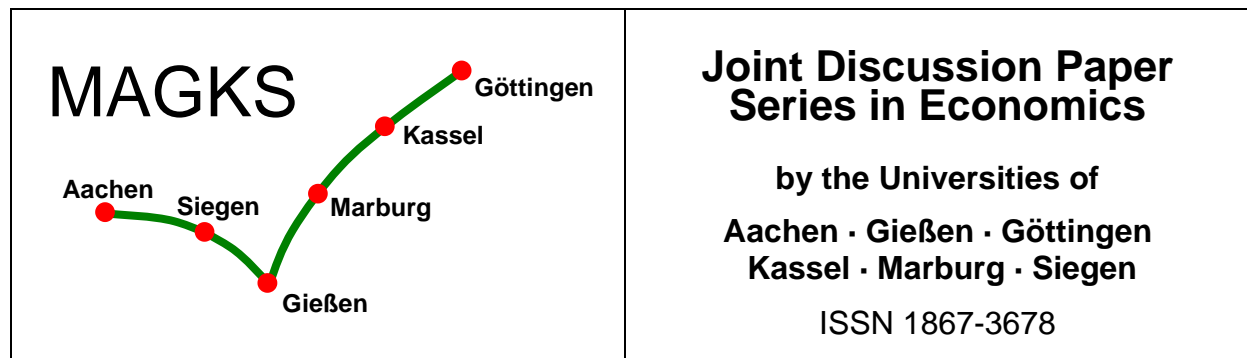 MAGKS
Göttingen
Kassel
Marburg
Aachen
Siegen
Gießen
Joint Discussion Paper
Series in Economics
by the Universities of
Aachen · Gießen · Göttingen
Kassel · Marburg · Siegen
ISSN 1867-3678